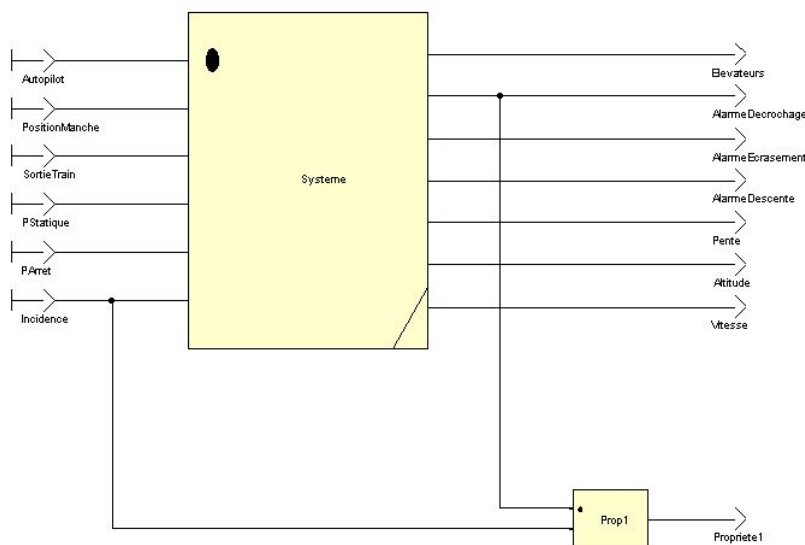 Autopilot
PositionManche
SortieTrain
PStatique
PArret
Incidence
Systeme
Elevateurs
AlarmeDecrochage
AlarmeEcrasement
AlarmeDescente
Pente
Altitude
Vitesse
Prop1
Propriete1